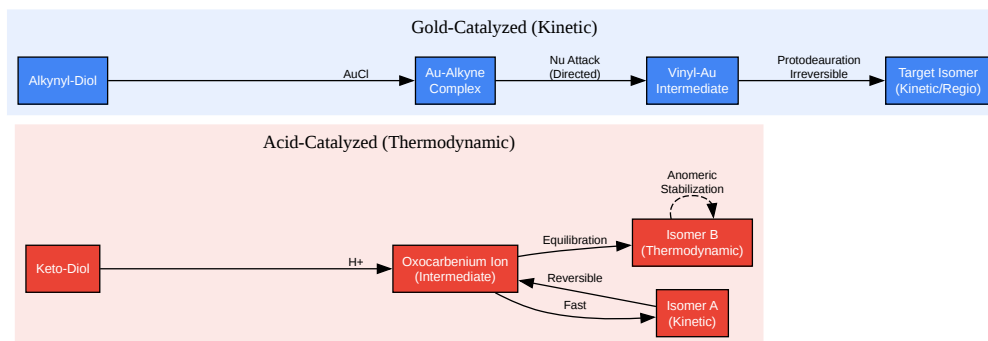 Gold-Catalyzed (Kinetic)
Alkynyl-Diol
AuCl
Au-Alkyne
Complex
Nu Attack
(Directed)
Vinyl-Au
Intermediate
Protodeauration
Irreversible
Target Isomer
(Kinetic/Regio)
Acid-Catalyzed (Thermodynamic)
Keto-Diol
H+
Oxocarbenium Ion
(Intermediate)
Equilibration
Reversible
Fast
Anomeric
Stabilization
Isomer B
(Thermodynamic)
Isomer A
(Kinetic)